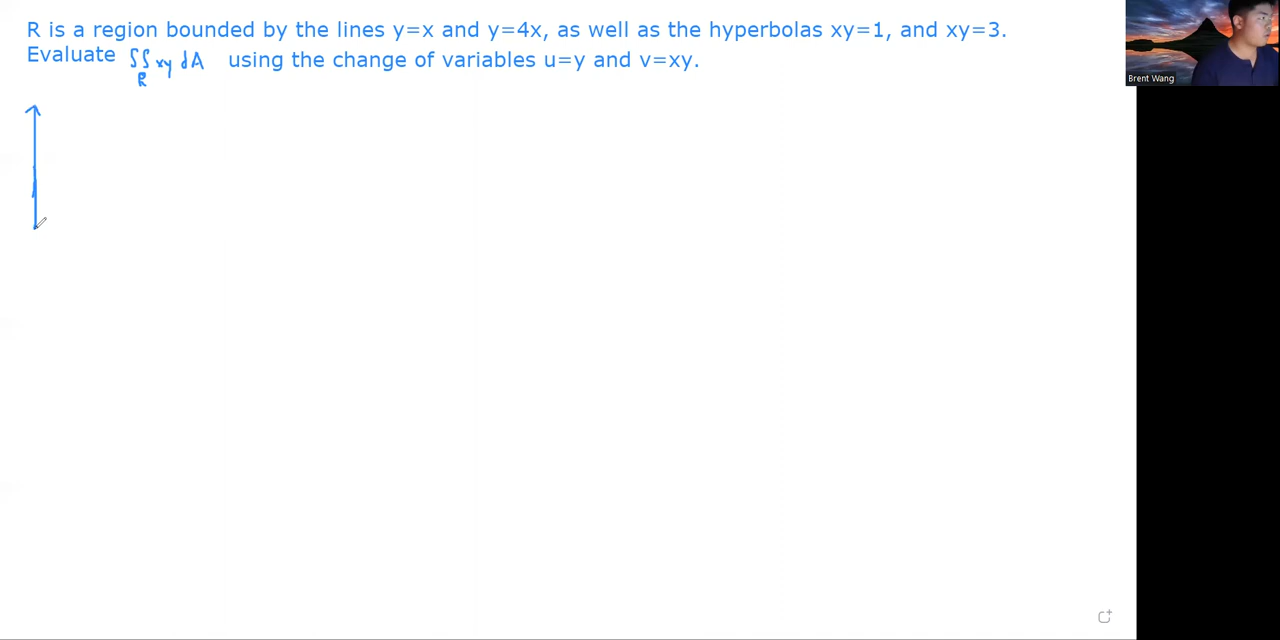 R is a region bounded by the lines y=x and y=4x, as well as the hyperbolas xy=1, and xy=3.
Evaluate ∫∫ xy dA using the change of variables u=y and v=xy.
R
Brent Wang